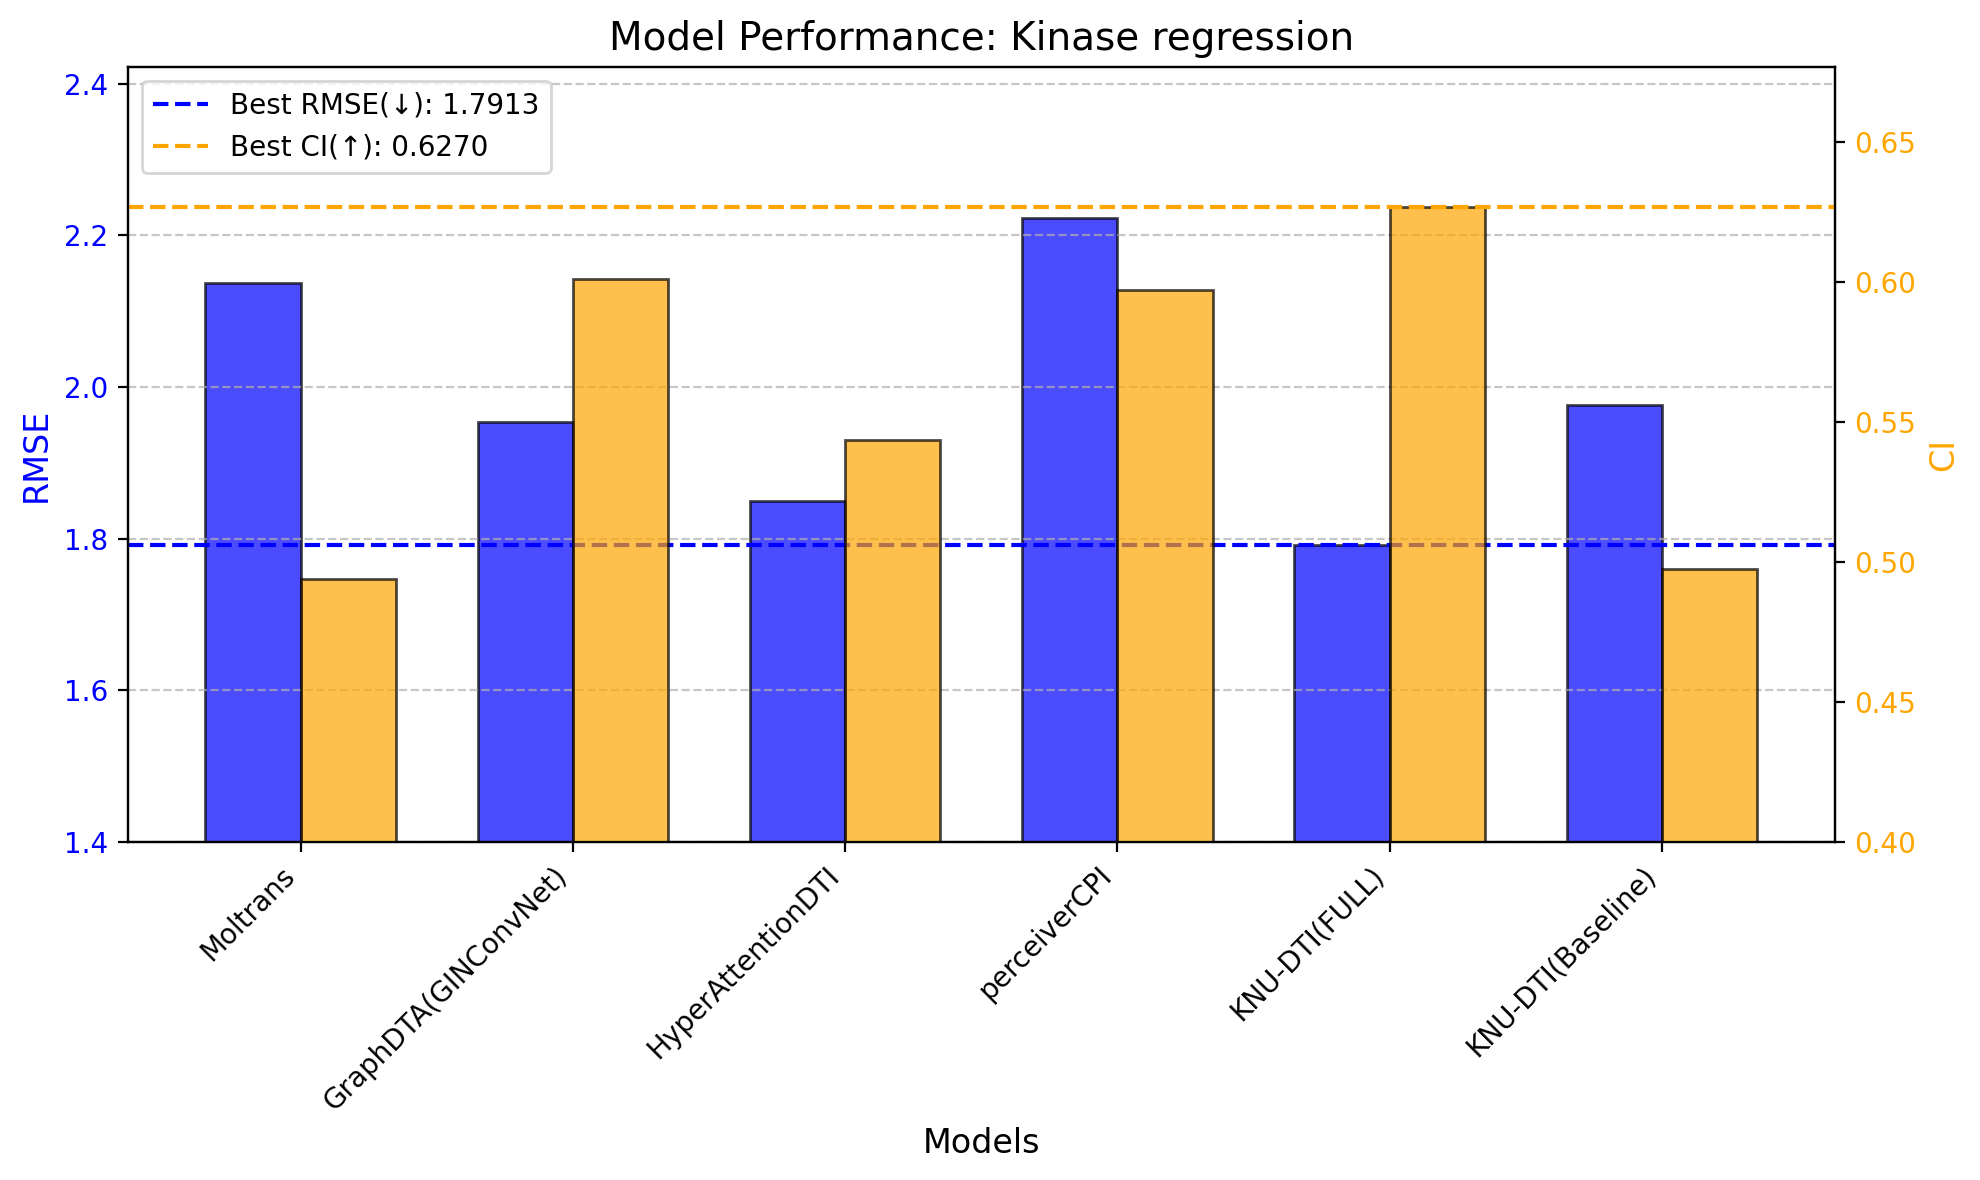 Model Performance: Kinase regression
Best RMSE(↓): 1.7913
Best CI(↑): 0.6270
RMSE
2.4
2.2
2.0
1.8
1.6
1.4
CI
0.65
0.60
0.55
0.50
0.45
0.40
Moltrans
GraphDTA(GINConvNet)
HyperAttentionDTI
perceiverCPI
KNU-DTI(FULL)
KNU-DTI(Baseline)
Models